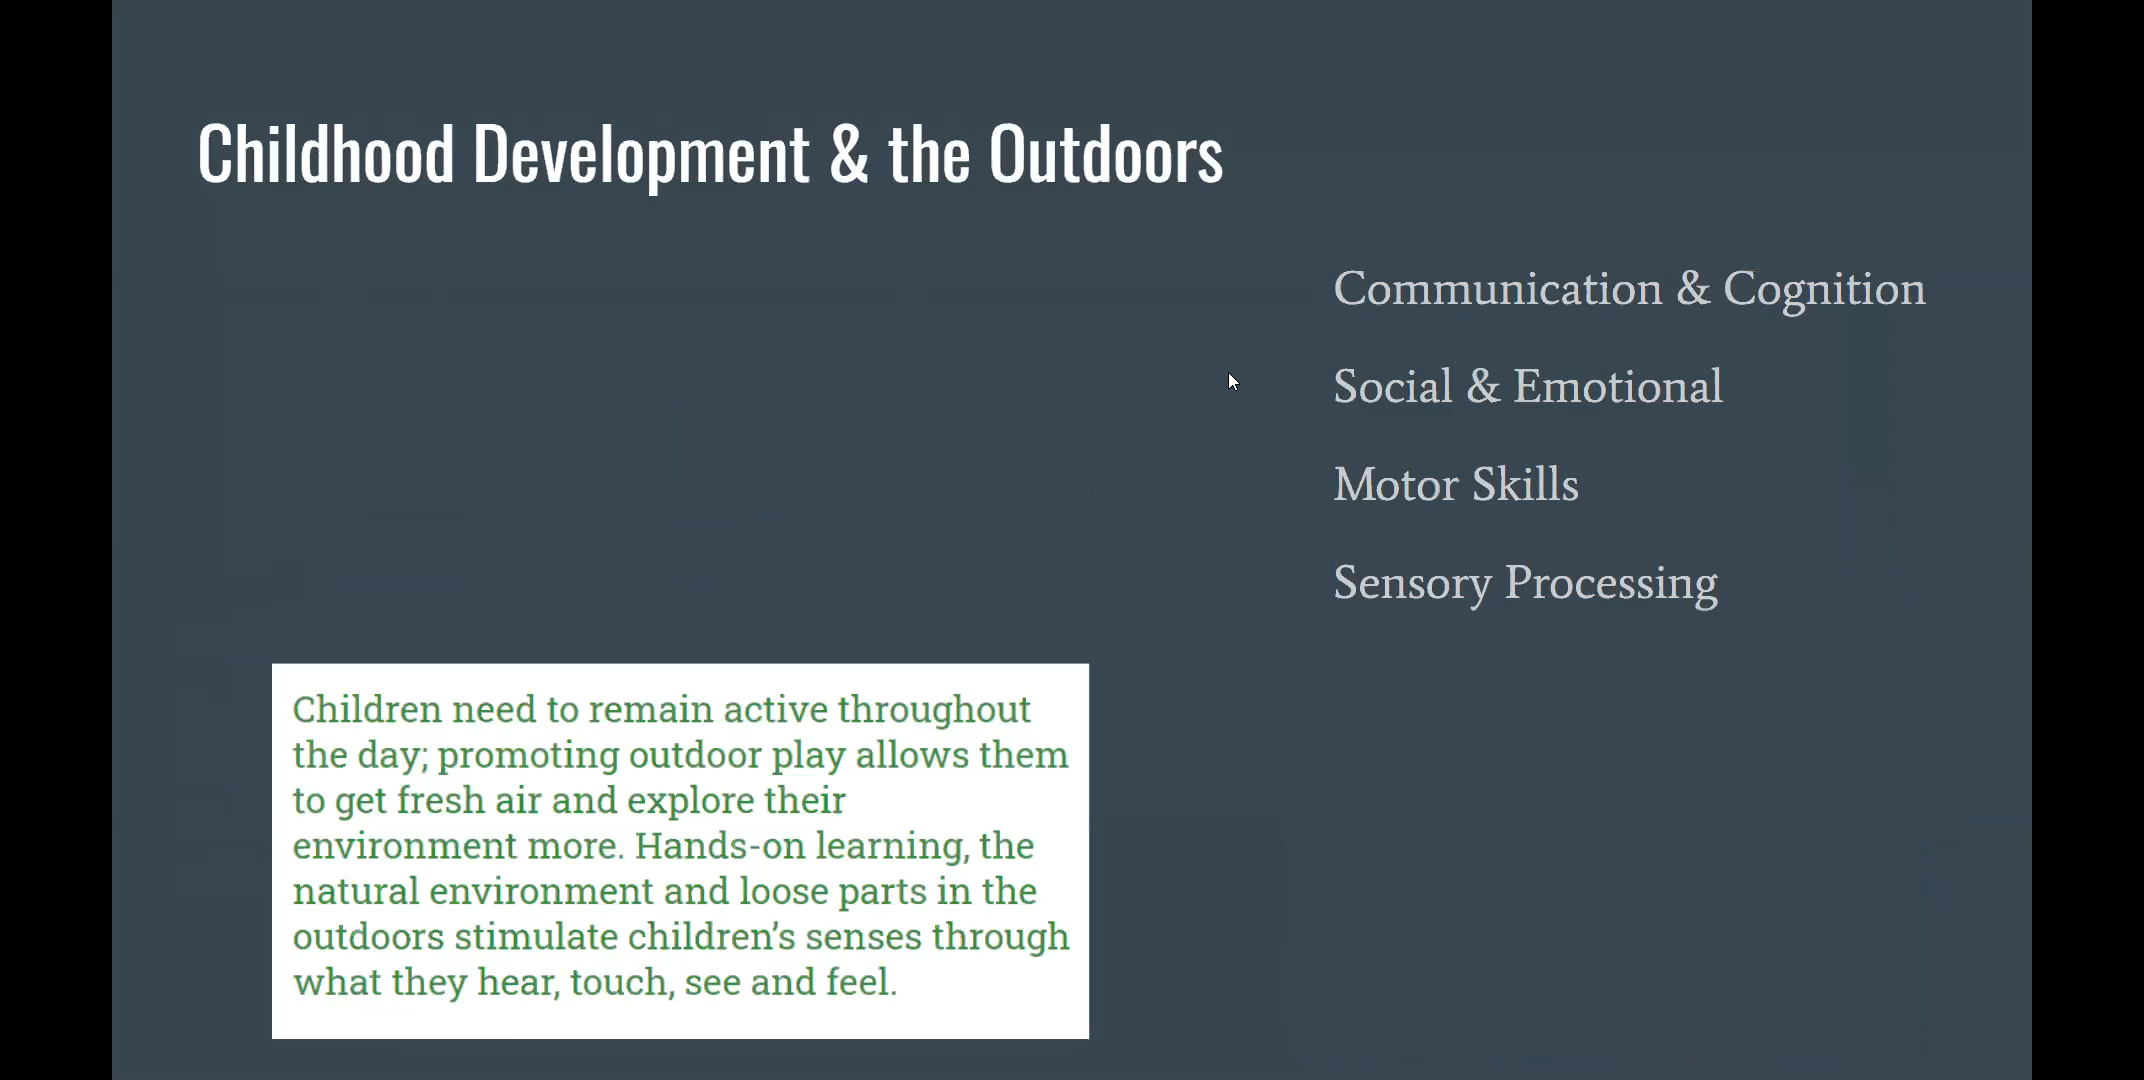 Childhood Development & the Outdoors
Communication & Cognition
Social & Emotional
Motor Skills
Sensory Processing
Children need to remain active throughout
the day; promoting outdoor play allows them
to get fresh air and explore their
environment more. Hands-on learning, the
natural environment and loose parts in the
outdoors stimulate children’s senses through
what they hear, touch, see and feel.